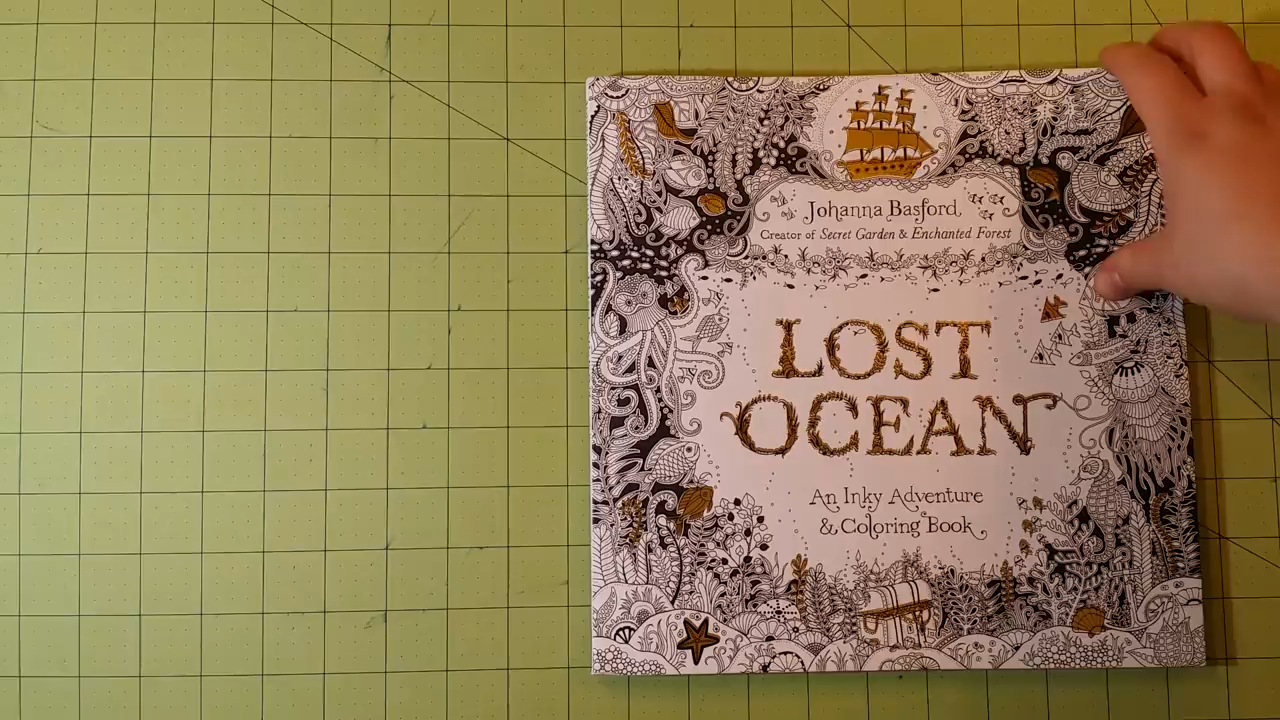 Johanna Basford
Creator of Secret Garden & Enchanted Forest
LOST
OCEAN
An Inky Adventure
& Coloring Book